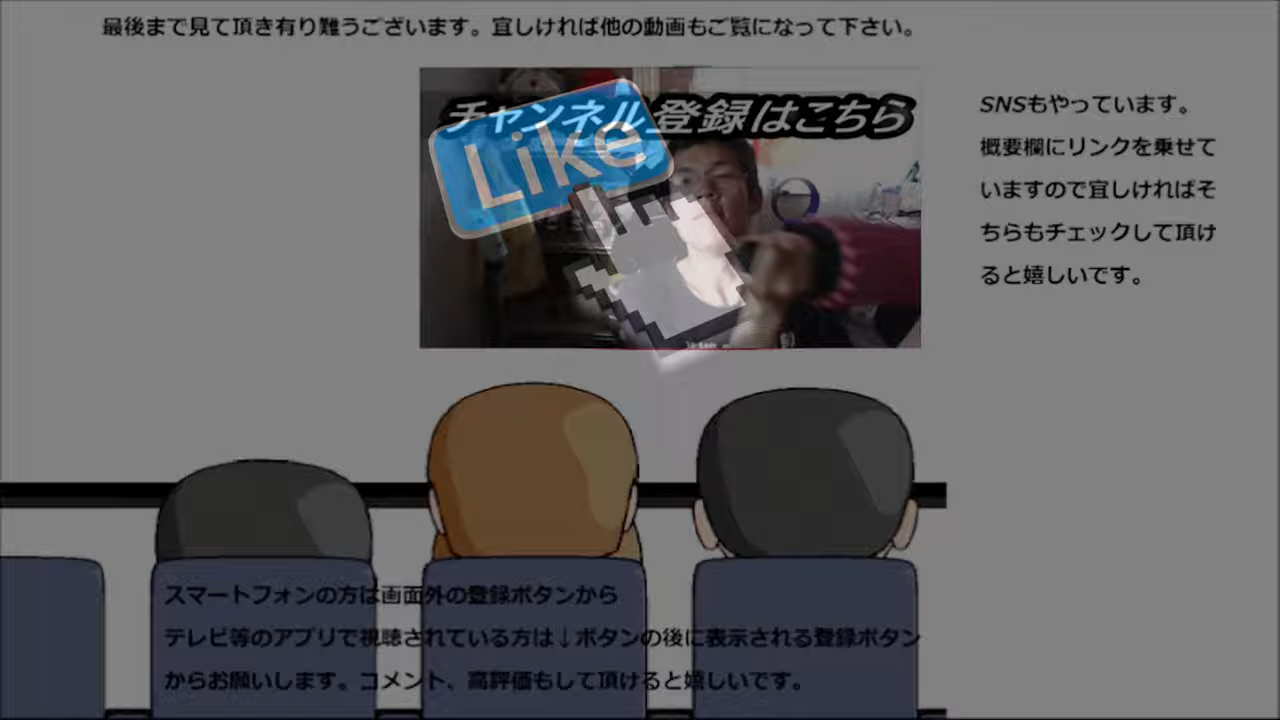 最後まで見て頂き有り難うございます。宜しければ他の動画もご覧になって下さい。
チャンネル登録はこちら
Like
SNSもやっています。
概要欄にリンクを乗せて
いますので宜しければそ
ちらもチェックして頂け
ると嬉しいです。
スマートフォンの方は画面外の登録ボタンから
テレビ等のアプリで視聴されている方は↓ボタンの後に表示される登録ボタン
からお願いします。コメント、高評価もして頂けると嬉しいです。